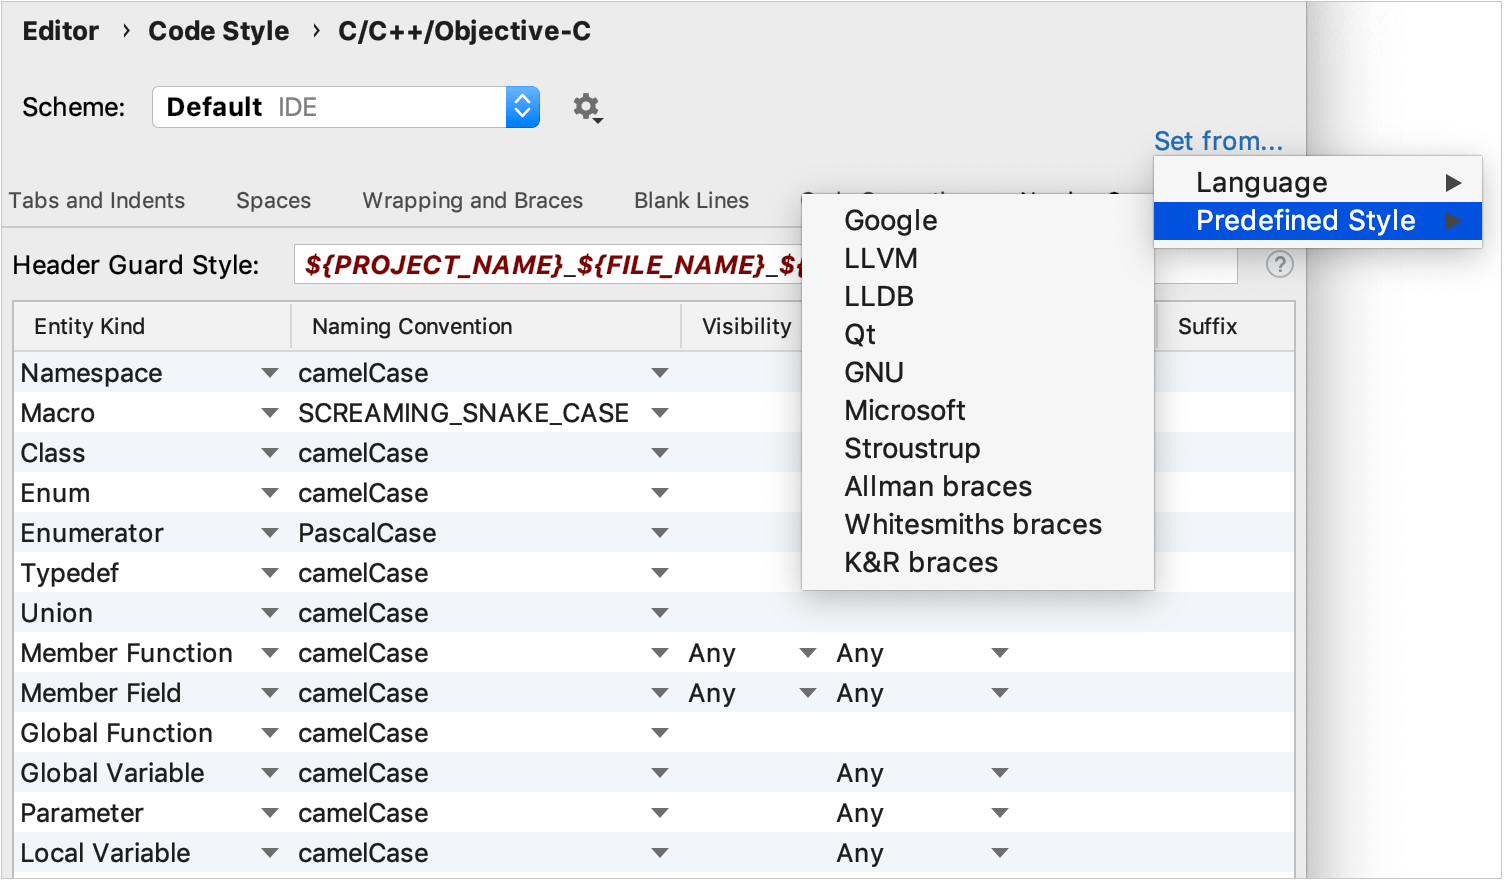 Editor › Code Style › C/C++/Objective-C
Scheme: Default IDE
Set from...
Language
Predefined Style
Tabs and Indents Spaces Wrapping and Braces Blank Lines
Header Guard Style: ${PROJECT_NAME}_${FILE_NAME}_${
?
Google
LLVM
LLDB
Qt
GNU
Microsoft
Stroustrup
Allman braces
Whitesmiths braces
K&R braces
Entity Kind Naming Convention Visibility Suffix
Namespace camelCase
Macro SCREAMING_SNAKE_CASE
Class camelCase
Enum camelCase
Enumerator PascalCase
Typedef camelCase
Union camelCase
Member Function camelCase Any Any
Member Field camelCase Any Any
Global Function camelCase
Global Variable camelCase Any
Parameter camelCase Any
Local Variable camelCase Any